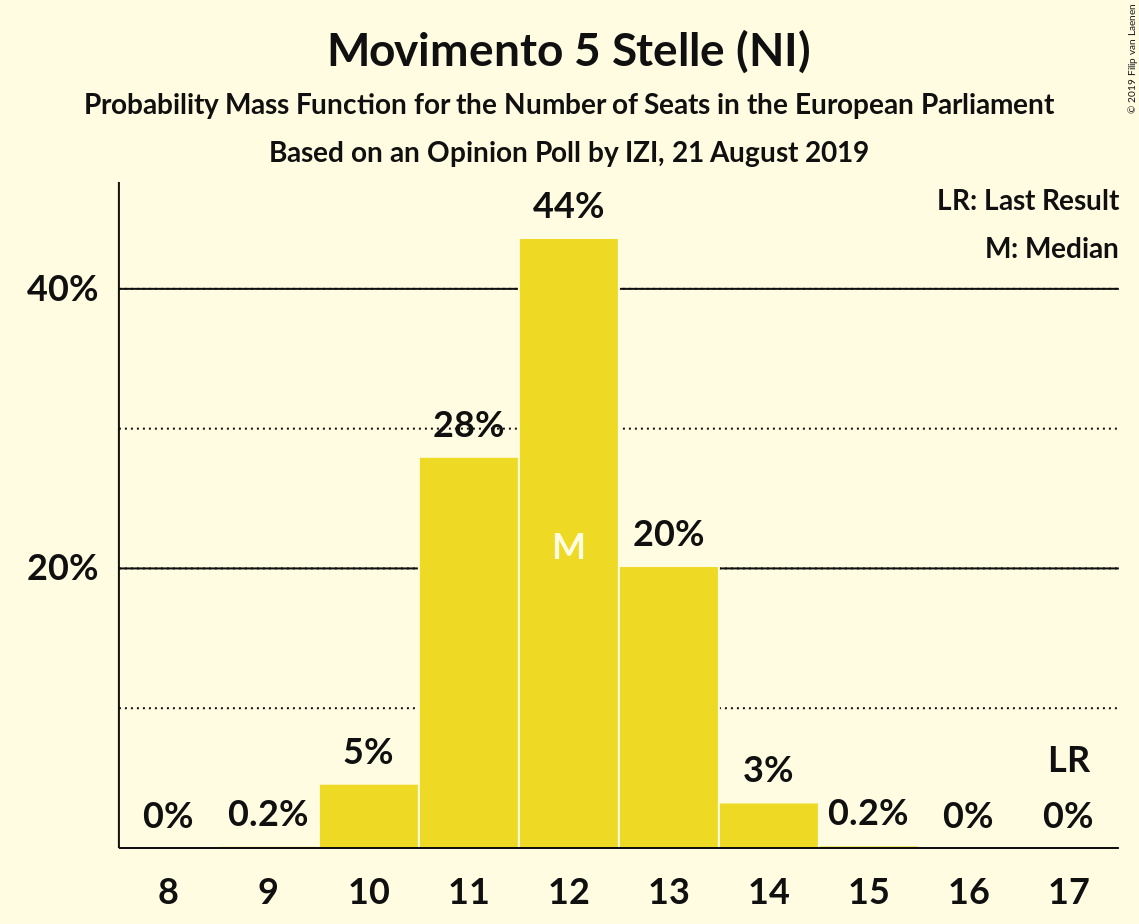 Movimento 5 Stelle (NI)
Probability Mass Function for the Number of Seats in the European Parliament
Based on an Opinion Poll by IZI, 21 August 2019
© 2019 Filip van Laenen
LR: Last Result
M: Median
44%
40%
28%
20%
M
20%
5%
3%
LR
0%
0.2%
0.2%
0%
0%
8 9 10 11 12 13 14 15 16 17